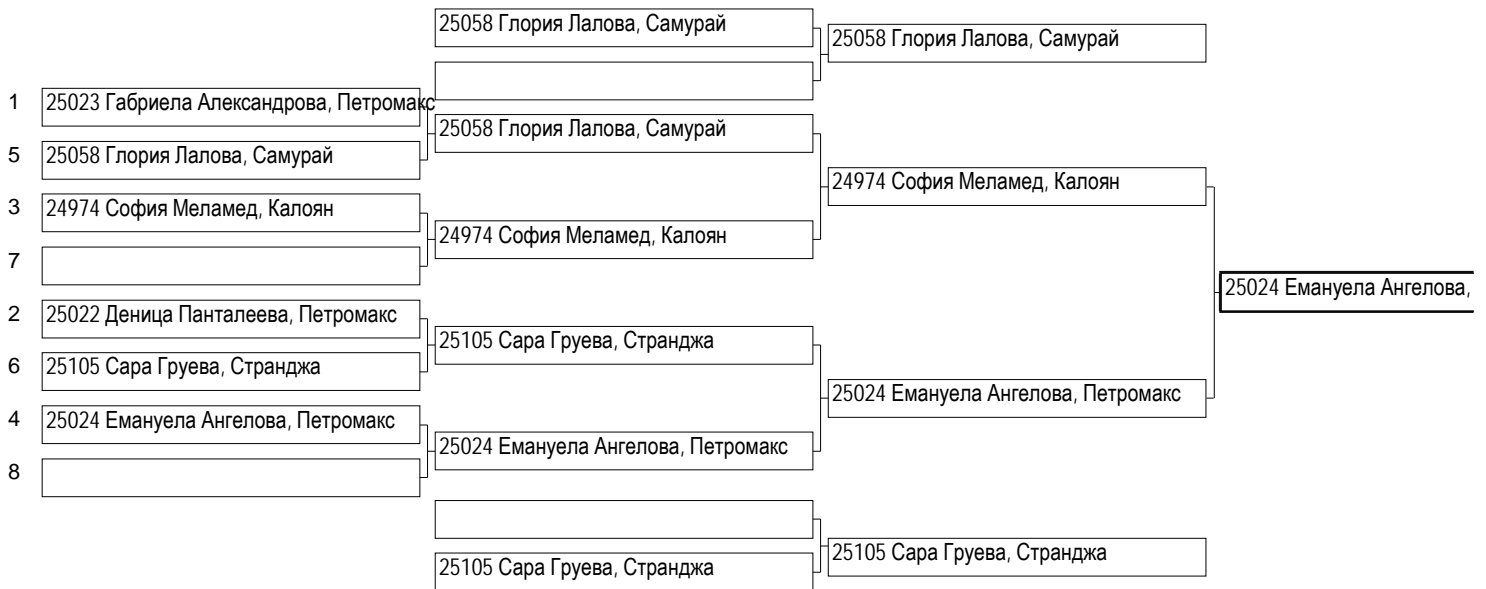 25058 Глория Лалова, Самурай
25058 Глория Лалова, Самурай
1 25023 Габриела Александрова, Петромакс
25058 Глория Лалова, Самурай
5 25058 Глория Лалова, Самурай
24974 София Меламед, Калоян
3 24974 София Меламед, Калоян
24974 София Меламед, Калоян
7
25024 Емануела Ангелова,
2 25022 Деница Панталеева, Петромакс
25105 Сара Груева, Странджа
6 25105 Сара Груева, Странджа
25024 Емануела Ангелова, Петромакс
4 25024 Емануела Ангелова, Петромакс
25024 Емануела Ангелова, Петромакс
8
25105 Сара Груева, Странджа
25105 Сара Груева, Странджа